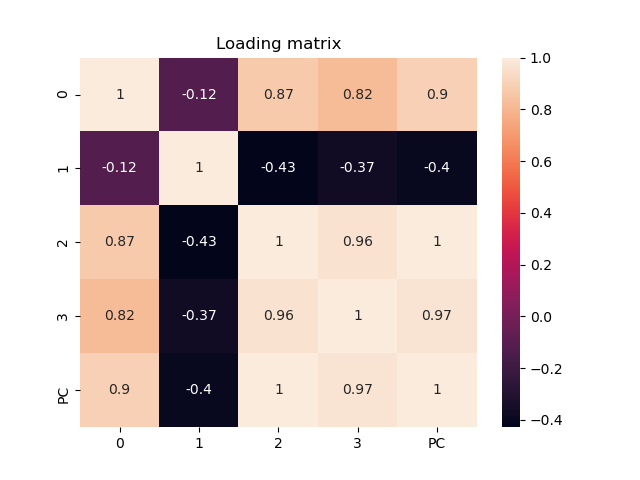 Loading matrix
0 1 -0.12 0.87 0.82 0.9
1 -0.12 1 -0.43 -0.37 -0.4
2 0.87 -0.43 1 0.96 1
3 0.82 -0.37 0.96 1 0.97
PC 0.9 -0.4 1 0.97 1
0 1 2 3 PC
1.0
0.8
0.6
0.4
0.2
0.0
−0.2
−0.4